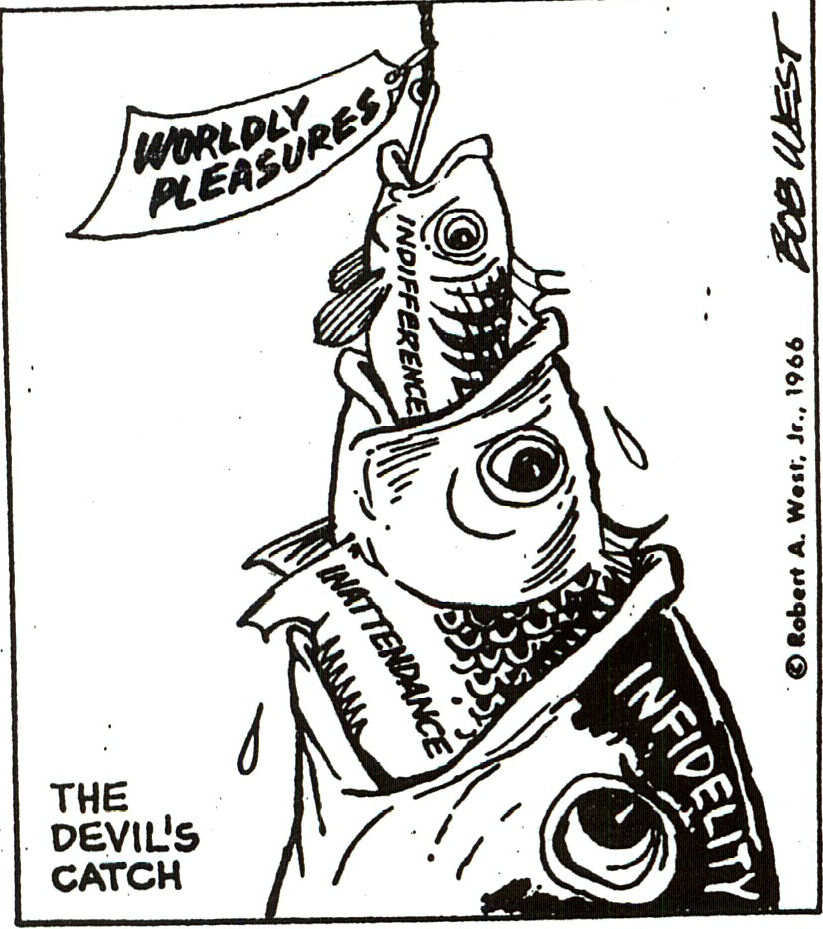 WORLDLY
PLEASURES
INDIFFERENCE
INATTENDANCE
INFIDELITY
THE
DEVIL'S
CATCH
BOB WEST
© Robert A. West, Jr., 1966